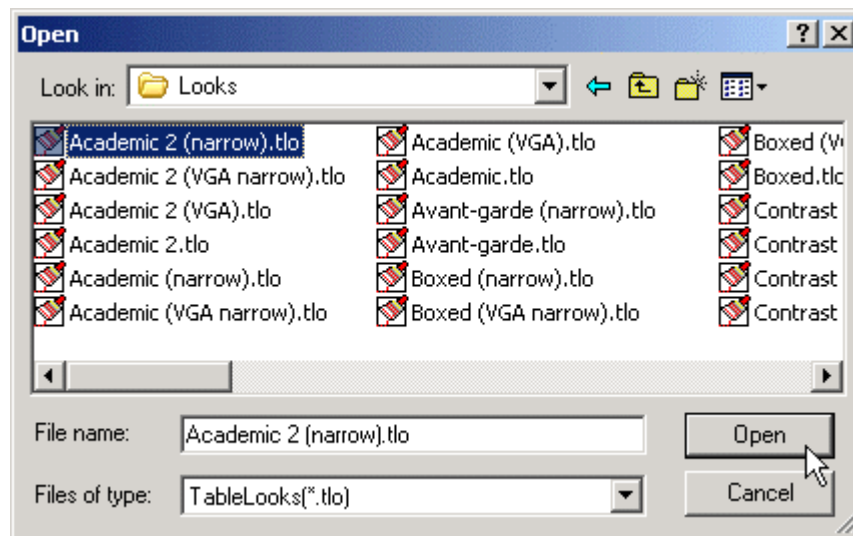 Open
Look in: Looks
Academic 2 (narrow).tlo Academic (VGA).tlo Boxed (V
Academic 2 (VGA narrow).tlo Academic.tlo Boxed.tlo
Academic 2 (VGA).tlo Avant-garde (narrow).tlo Contrast
Academic 2.tlo Avant-garde.tlo Contrast
Academic (narrow).tlo Boxed (narrow).tlo Contrast
Academic (VGA narrow).tlo Boxed (VGA narrow).tlo Contrast
File name: Academic 2 (narrow).tlo Open
Files of type: TableLooks(*.tlo) Cancel